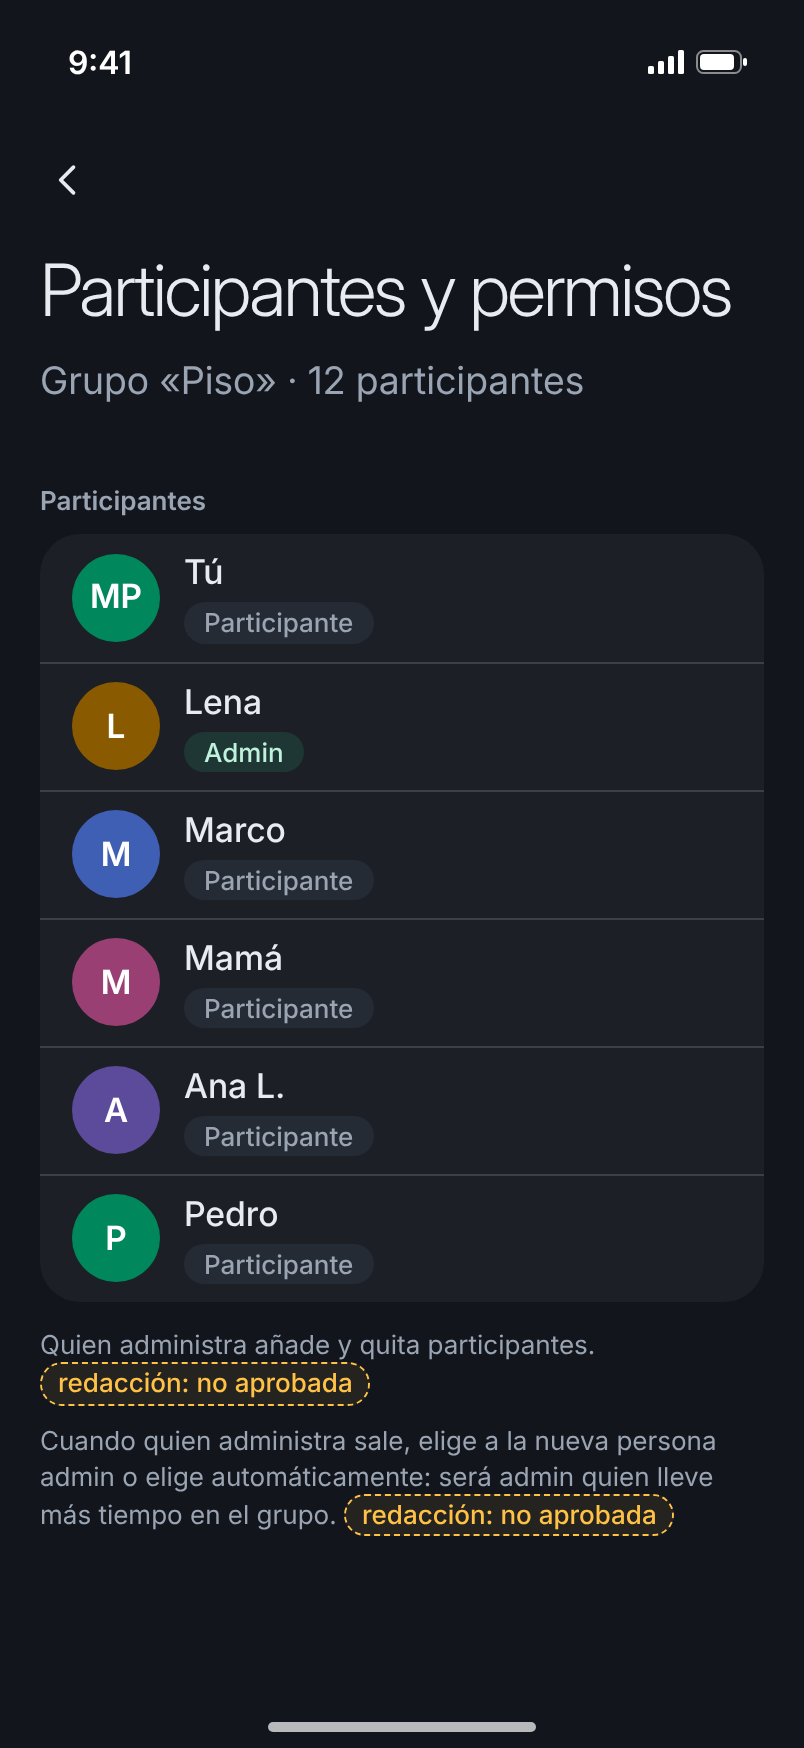 9:41
Participantes y permisos
Grupo «Piso» · 12 participantes
Participantes
MP
Tú
Participante
L
Lena
Admin
M
Marco
Participante
M
Mamá
Participante
A
Ana L.
Participante
P
Pedro
Participante
Quien administra añade y quita participantes.
redacción: no aprobada
Cuando quien administra sale, elige a la nueva persona
admin o elige automáticamente: será admin quien lleve
más tiempo en el grupo. redacción: no aprobada